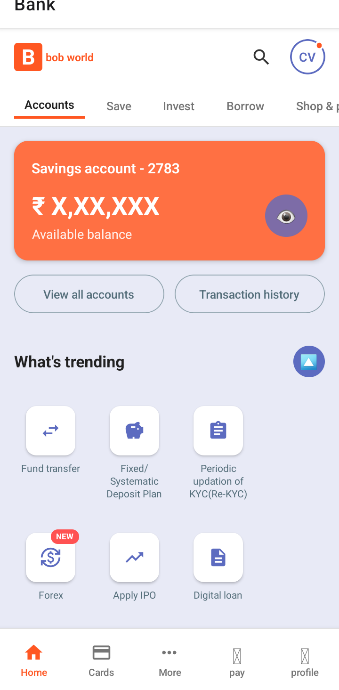 Bank
B bob world
CV
Accounts Save Invest Borrow Shop & p
Savings account - 2783
₹ X,XX,XXX
Available balance
View all accounts Transaction history
What's trending
Fund transfer
Fixed/
Systematic
Deposit Plan
Periodic
updation of
KYC(Re-KYC)
NEW
Forex
Apply IPO
Digital loan
Home Cards More pay profile